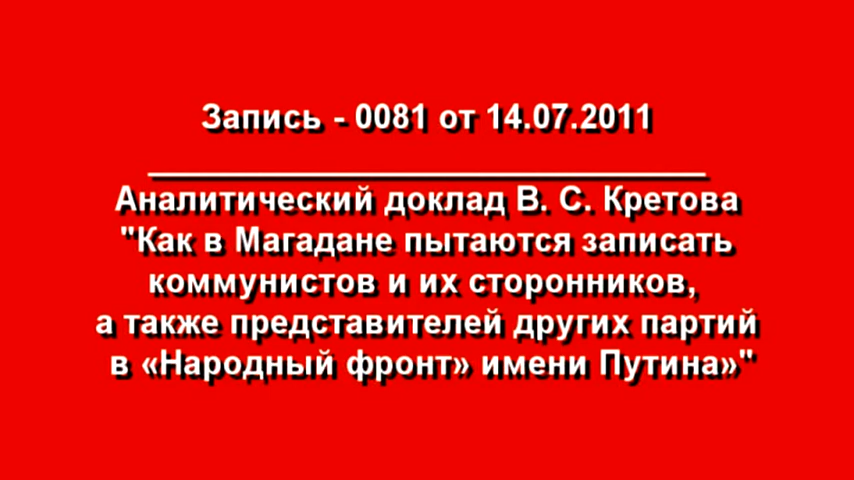 Запись - 0081 от 14.07.2011
Аналитический доклад В. С. Кретова
"Как в Магадане пытаются записать
коммунистов и их сторонников,
а также представителей других партий
в «Народный фронт» имени Путина»"